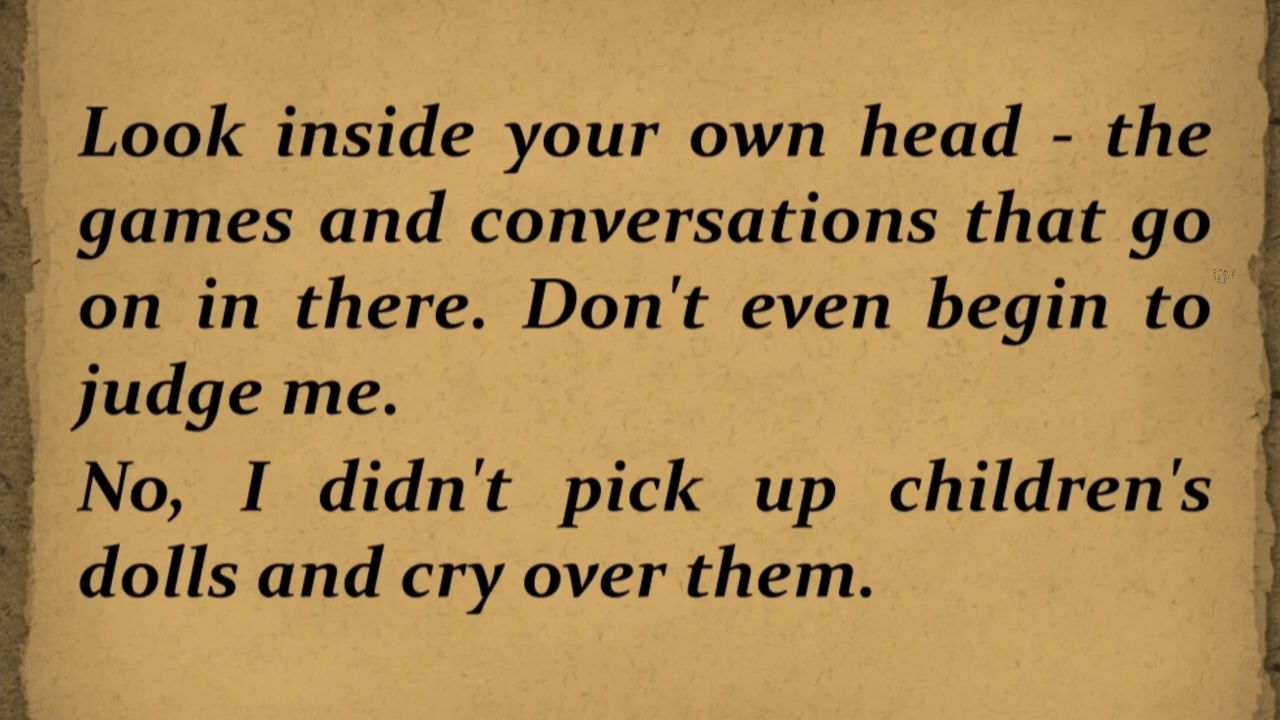 Look inside your own head - the
games and conversations that go
on in there. Don't even begin to
judge me.
No, I didn't pick up children's
dolls and cry over them.